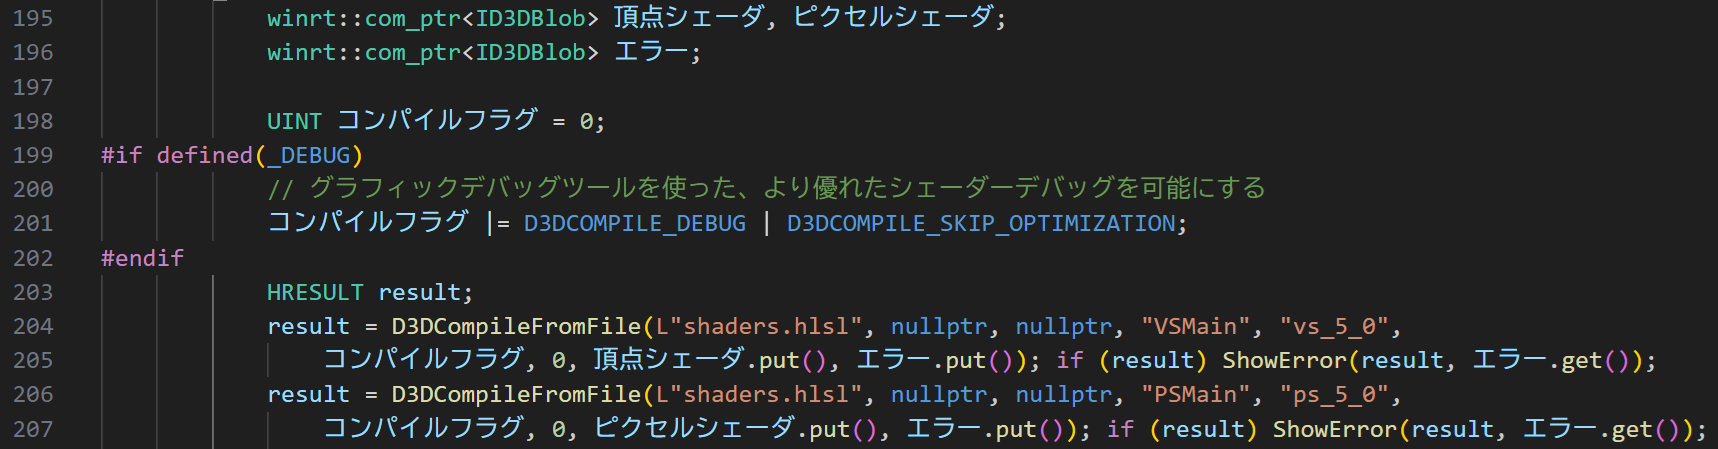 195 winrt::com_ptr<ID3DBlob> 頂点シェーダ, ピクセルシェーダ;
196 winrt::com_ptr<ID3DBlob> エラー;
197
198 UINT コンパイルフラグ = 0;
199 #if defined(_DEBUG)
200 // グラフィックデバッグツールを使った、より優れたシェーダーデバッグを可能にする
201 コンパイルフラグ |= D3DCOMPILE_DEBUG | D3DCOMPILE_SKIP_OPTIMIZATION;
202 #endif
203 HRESULT result;
204 result = D3DCompileFromFile(L"shaders.hlsl", nullptr, nullptr, "VSMain", "vs_5_0",
205 コンパイルフラグ, 0, 頂点シェーダ.put(), エラー.put()); if (result) ShowError(result, エラー.get());
206 result = D3DCompileFromFile(L"shaders.hlsl", nullptr, nullptr, "PSMain", "ps_5_0",
207 コンパイルフラグ, 0, ピクセルシェーダ.put(), エラー.put()); if (result) ShowError(result, エラー.get());